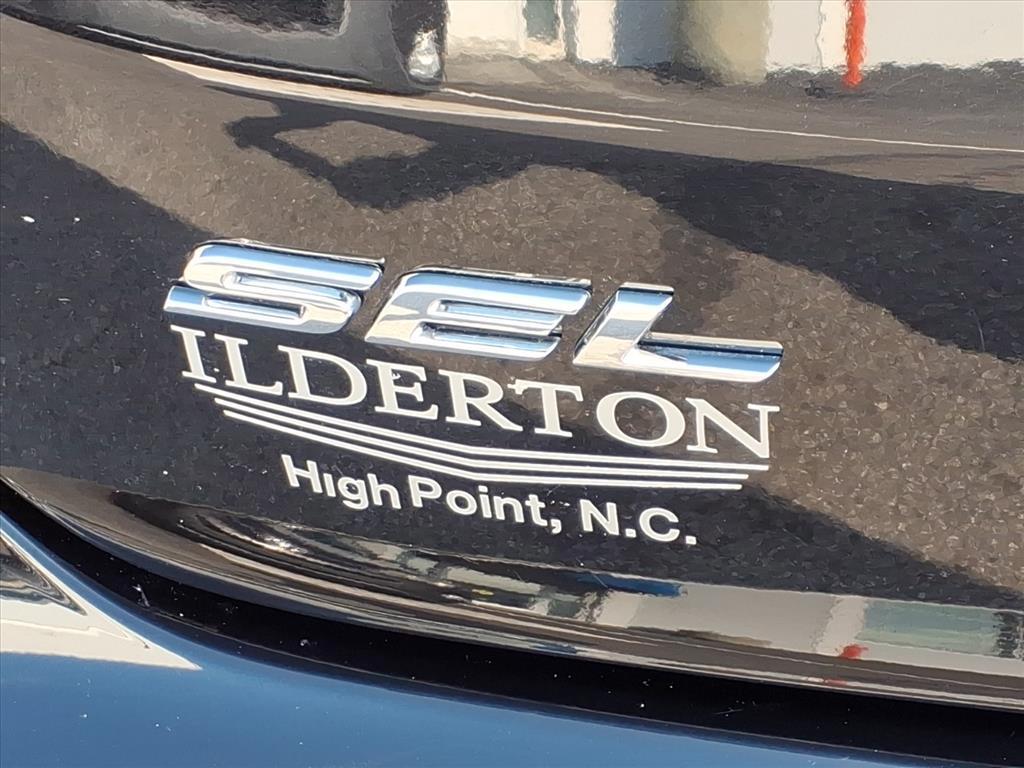 SEL
ILDERTON
High Point, N.C.